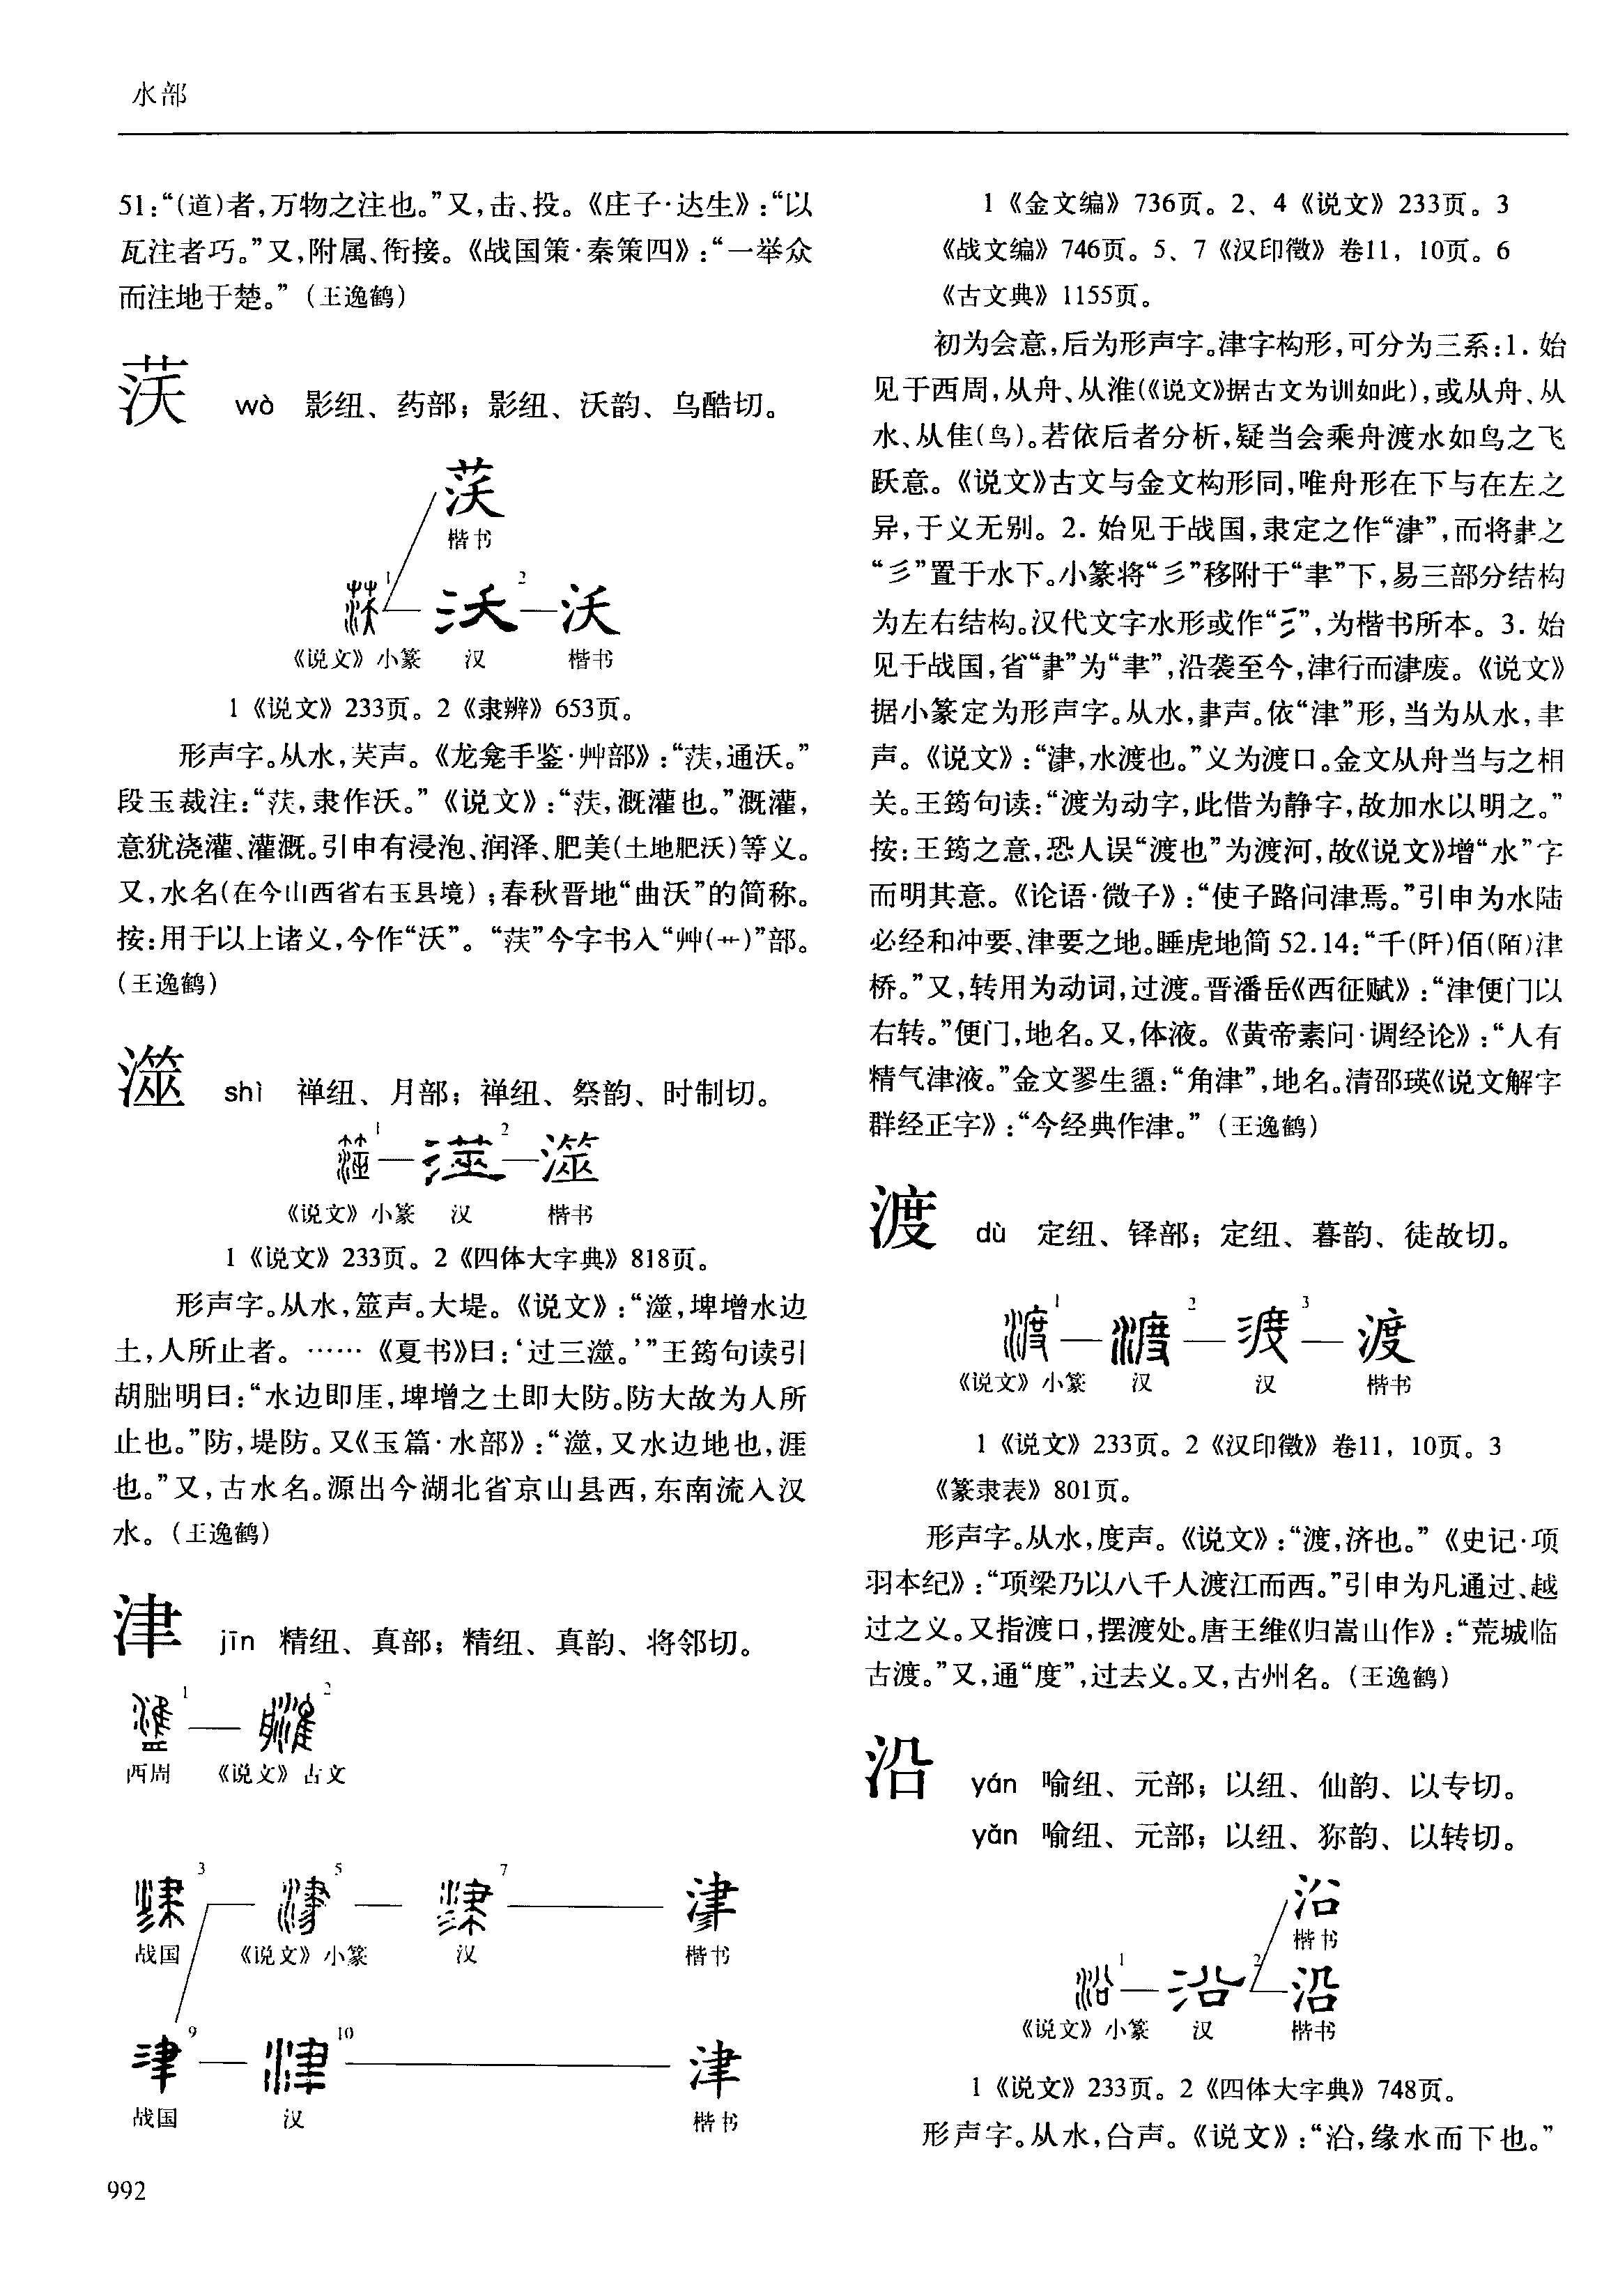 水部
51:“(道)者,万物之注也。”又,击、投。《庄子·达生》:“以
瓦注者巧。”又,附属、衔接。《战国策·秦策四》:“一举众
而注地于楚。”(王逸鹤)
wò 影纽、药部;影纽、沃韵、乌酷切。
楷书
1 2
沃
《说文》小篆 汉 楷书
1《说文》233页。2《隶辨》653页。
形声字。从水,芺声。《龙龛手鉴·艸部》:“㳇,通沃。”
段玉裁注:“㳇,隶作沃。”《说文》:“㳇,溉灌也。”溉灌,
意犹浇灌、灌溉。引申有浸泡、润泽、肥美(土地肥沃)等义。
又,水名(在今山西省右玉县境);春秋晋地“曲沃”的简称。
按:用于以上诸义,今作“沃”。“㳇”今字书入“艸(艹)”部。
(王逸鹤)
澨 shì 禅纽、月部;禅纽、祭韵、时制切。
1 2
澨
《说文》小篆 汉 楷书
1《说文》233页。2《四体大字典》818页。
形声字。从水,筮声。大堤。《说文》:“澨,埤增水边
土,人所止者。……《夏书》曰:‘过三澨。’”王筠句读引
胡朏明曰:“水边即厓,埤增之土即大防。防大故为人所
止也。”防,堤防。又《玉篇·水部》:“澨,又水边地也,涯
也。”又,古水名。源出今湖北省京山县西,东南流入汉
水。(王逸鹤)
津 jīn 精纽、真部;精纽、真韵、将邻切。
1 2
西周 《说文》古文
3 5 7
战国 《说文》小篆 汉 楷书
9 10 津
战国 汉 楷书
992
1《金文编》736页。2、4《说文》233页。3
《战文编》746页。5、7《汉印徵》卷11,10页。6
《古文典》1155页。
初为会意,后为形声字。津字构形,可分为三系:1. 始
见于西周,从舟、从淮(《说文》据古文为训如此),或从舟、从
水、从隹(鸟)。若依后者分析,疑当会乘舟渡水如鸟之飞
跃意。《说文》古文与金文构形同,唯舟形在下与在左之
异,于义无别。2. 始见于战国,隶定之作“𣸁”,而将𦘔之
“彡”置于水下。小篆将“彡”移附于“聿”下,易三部分结构
为左右结构。汉代文字水形或作“”,为楷书所本。3. 始
见于战国,省“𦘔”为“聿”,沿袭至今,津行而𣸁废。《说文》
据小篆定为形声字。从水,𦘔声。依“津”形,当为从水,聿
声。《说文》:“𣸁,水渡也。”义为渡口。金文从舟当与之相
关。王筠句读:“渡为动字,此借为静字,故加水以明之。”
按:王筠之意,恐人误“渡也”为渡河,故《说文》增“水”字
而明其意。《论语·微子》:“使子路问津焉。”引申为水陆
必经和冲要、津要之地。睡虎地简 52.14:“千(阡)佰(陌)津
桥。”又,转用为动词,过渡。晋潘岳《西征赋》:“津便门以
右转。”便门,地名。又,体液。《黄帝素问·调经论》:“人有
精气津液。”金文翏生盨:“角津”,地名。清邵瑛《说文解字
群经正字》:“今经典作津。”(王逸鹤)
渡 dù 定纽、铎部;定纽、暮韵、徒故切。
1 2 3
渡
《说文》小篆 汉 汉 楷书
1《说文》233页。2《汉印徵》卷11,10页。3
《篆隶表》801页。
形声字。从水,度声。《说文》:“渡,济也。”《史记·项
羽本纪》:“项梁乃以八千人渡江而西。”引申为凡通过、越
过之义。又指渡口,摆渡处。唐王维《归嵩山作》:“荒城临
古渡。”又,通“度”,过去义。又,古州名。(王逸鹤)
沿 yán 喻纽、元部;以纽、仙韵、以专切。
yǎn 喻纽、元部;以纽、狝韵、以转切。
㳂
楷书
1 2
沿
《说文》小篆 汉 楷书
1《说文》233页。2《四体大字典》748页。
形声字。从水,㕣声。《说文》:“沿,缘水而下也。”